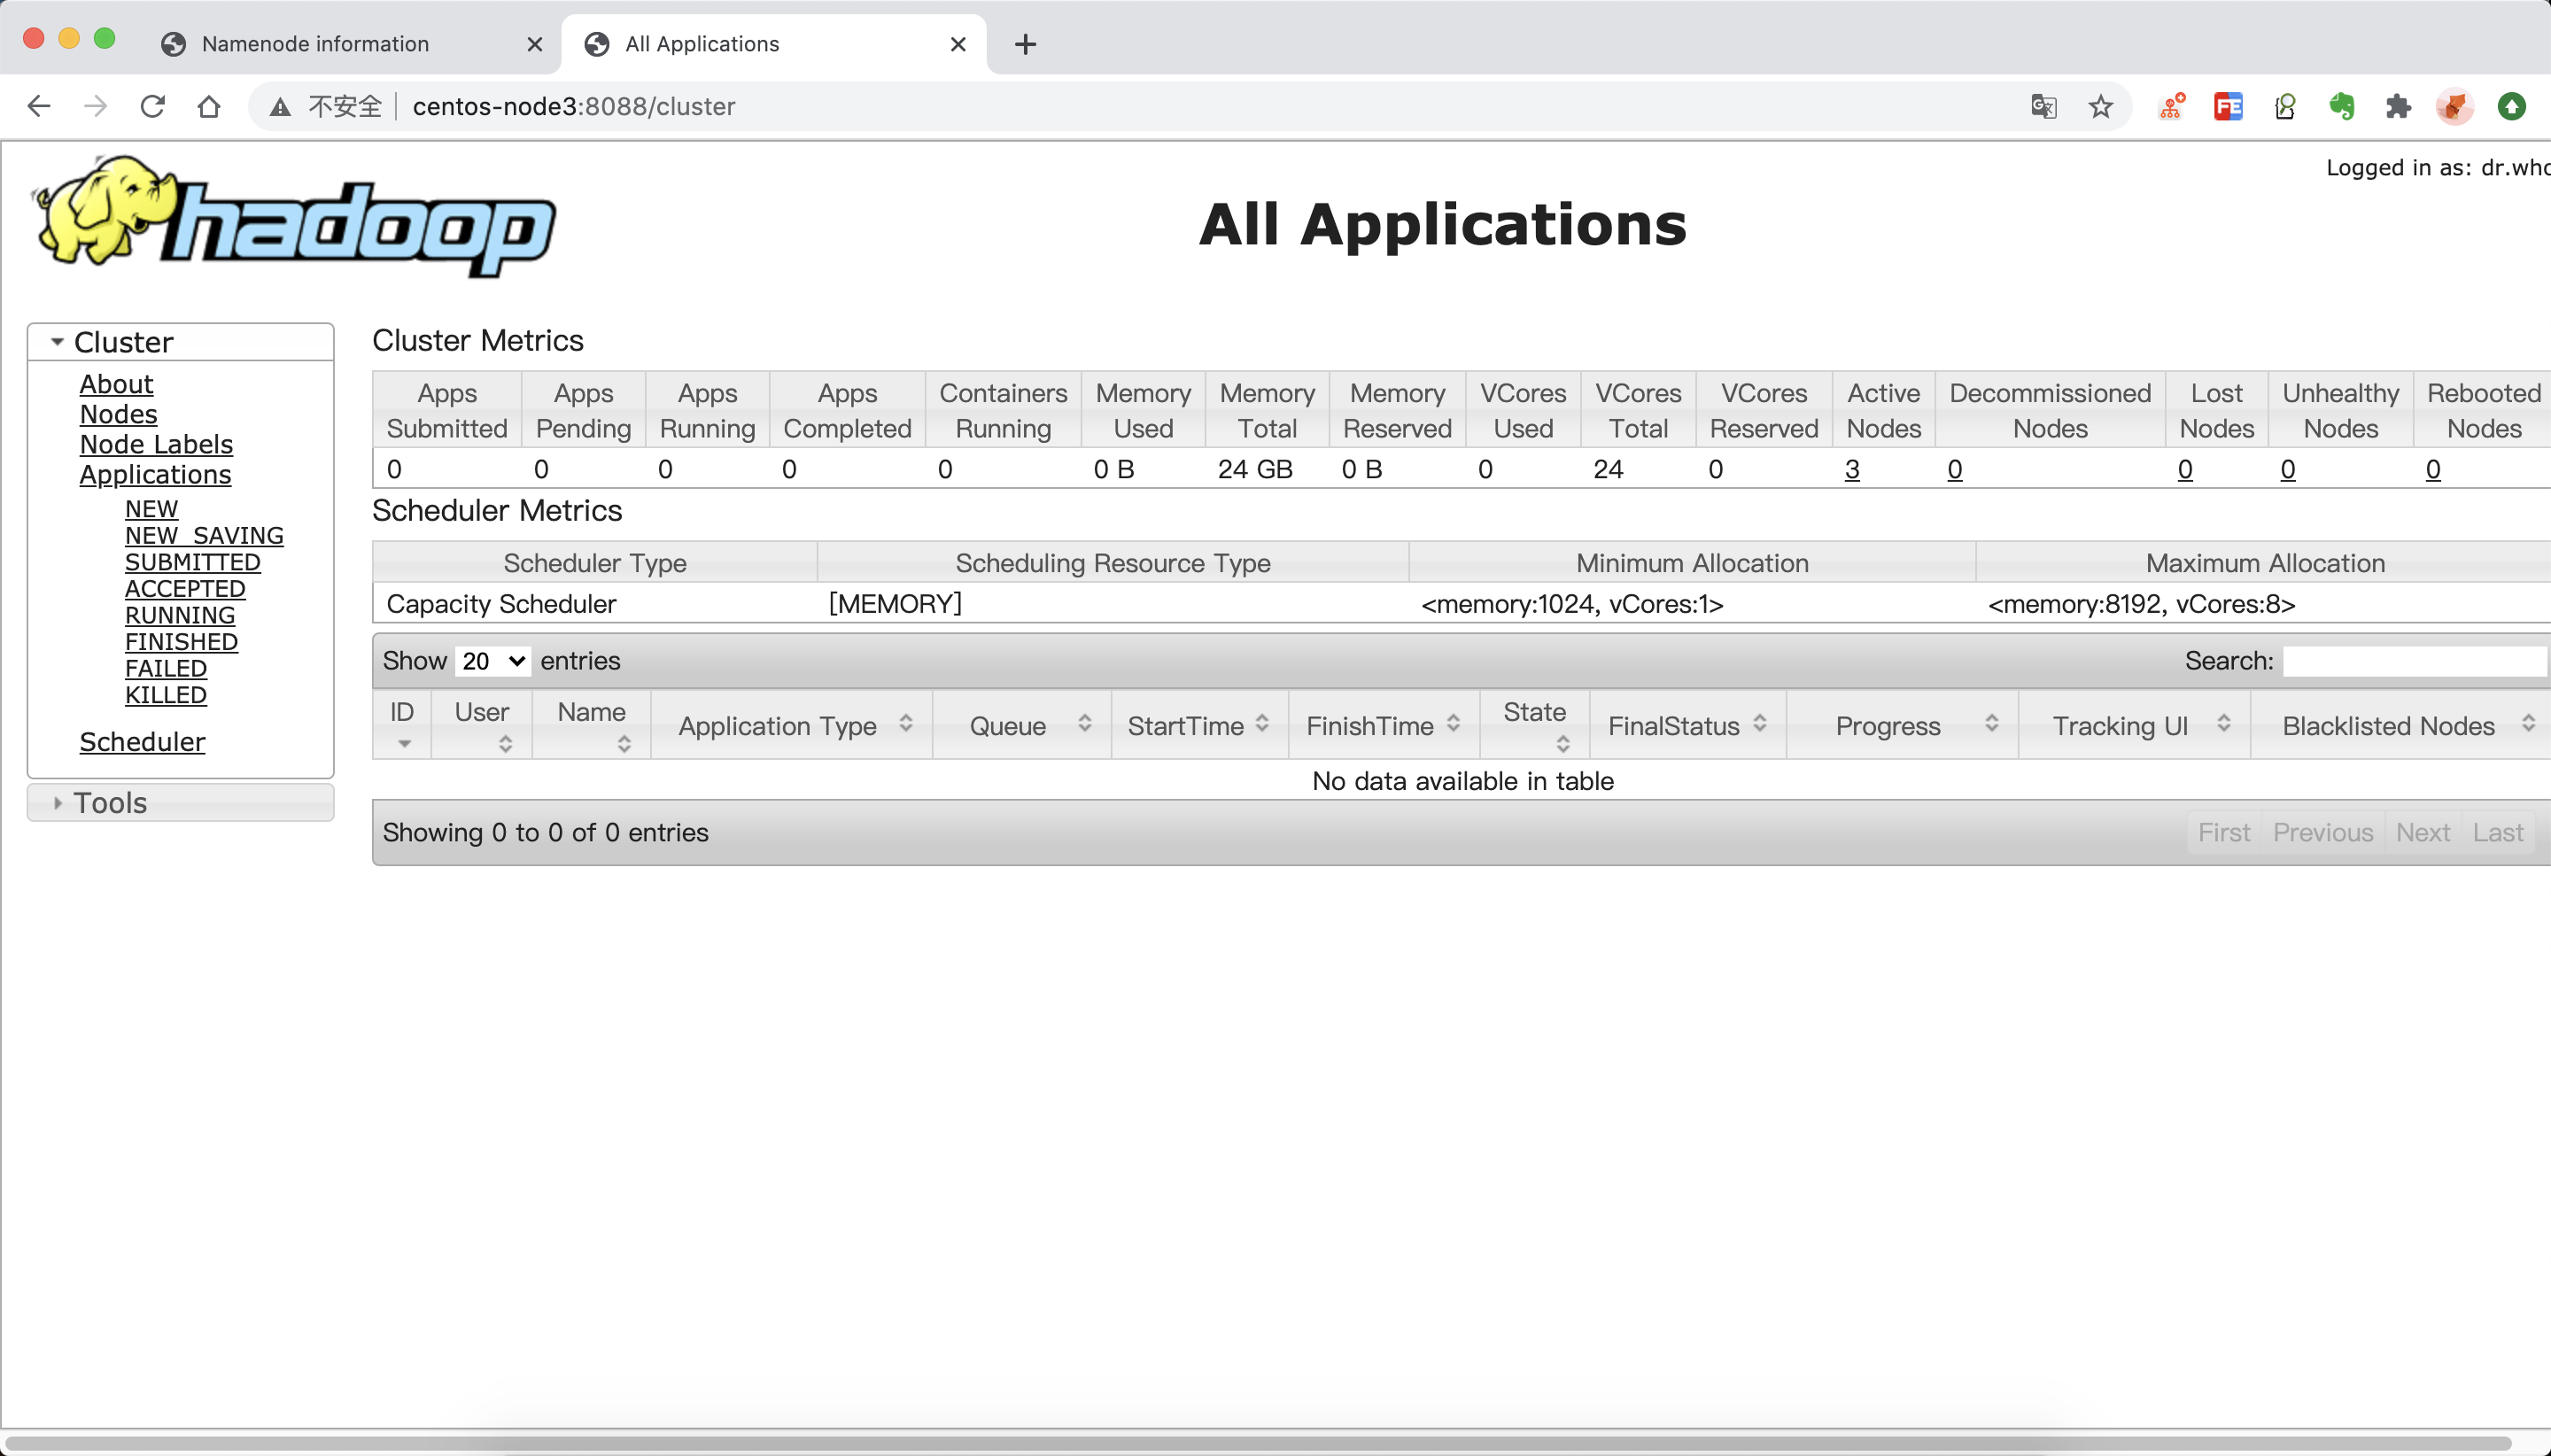 Namenode information
All Applications
不安全 centos-node3:8088/cluster
hadoop
Logged in as: dr.who
All Applications
Cluster
About
Nodes
Node Labels
Applications
NEW
NEW_SAVING
SUBMITTED
ACCEPTED
RUNNING
FINISHED
FAILED
KILLED
Scheduler
Tools
Cluster Metrics
Apps Submitted Apps Pending Apps Running Apps Completed Containers Running Memory Used Memory Total Memory Reserved VCores Used VCores Total VCores Reserved Active Nodes Decommissioned Nodes Lost Nodes Unhealthy Nodes Rebooted Nodes
0 0 0 0 0 0 B 24 GB 0 B 0 24 0 3 0 0 0 0
Scheduler Metrics
Scheduler Type Scheduling Resource Type Minimum Allocation Maximum Allocation
Capacity Scheduler [MEMORY] <memory:1024, vCores:1> <memory:8192, vCores:8>
Show 20 entries Search:
ID User Name Application Type Queue StartTime FinishTime State FinalStatus Progress Tracking UI Blacklisted Nodes
No data available in table
Showing 0 to 0 of 0 entries First Previous Next Last